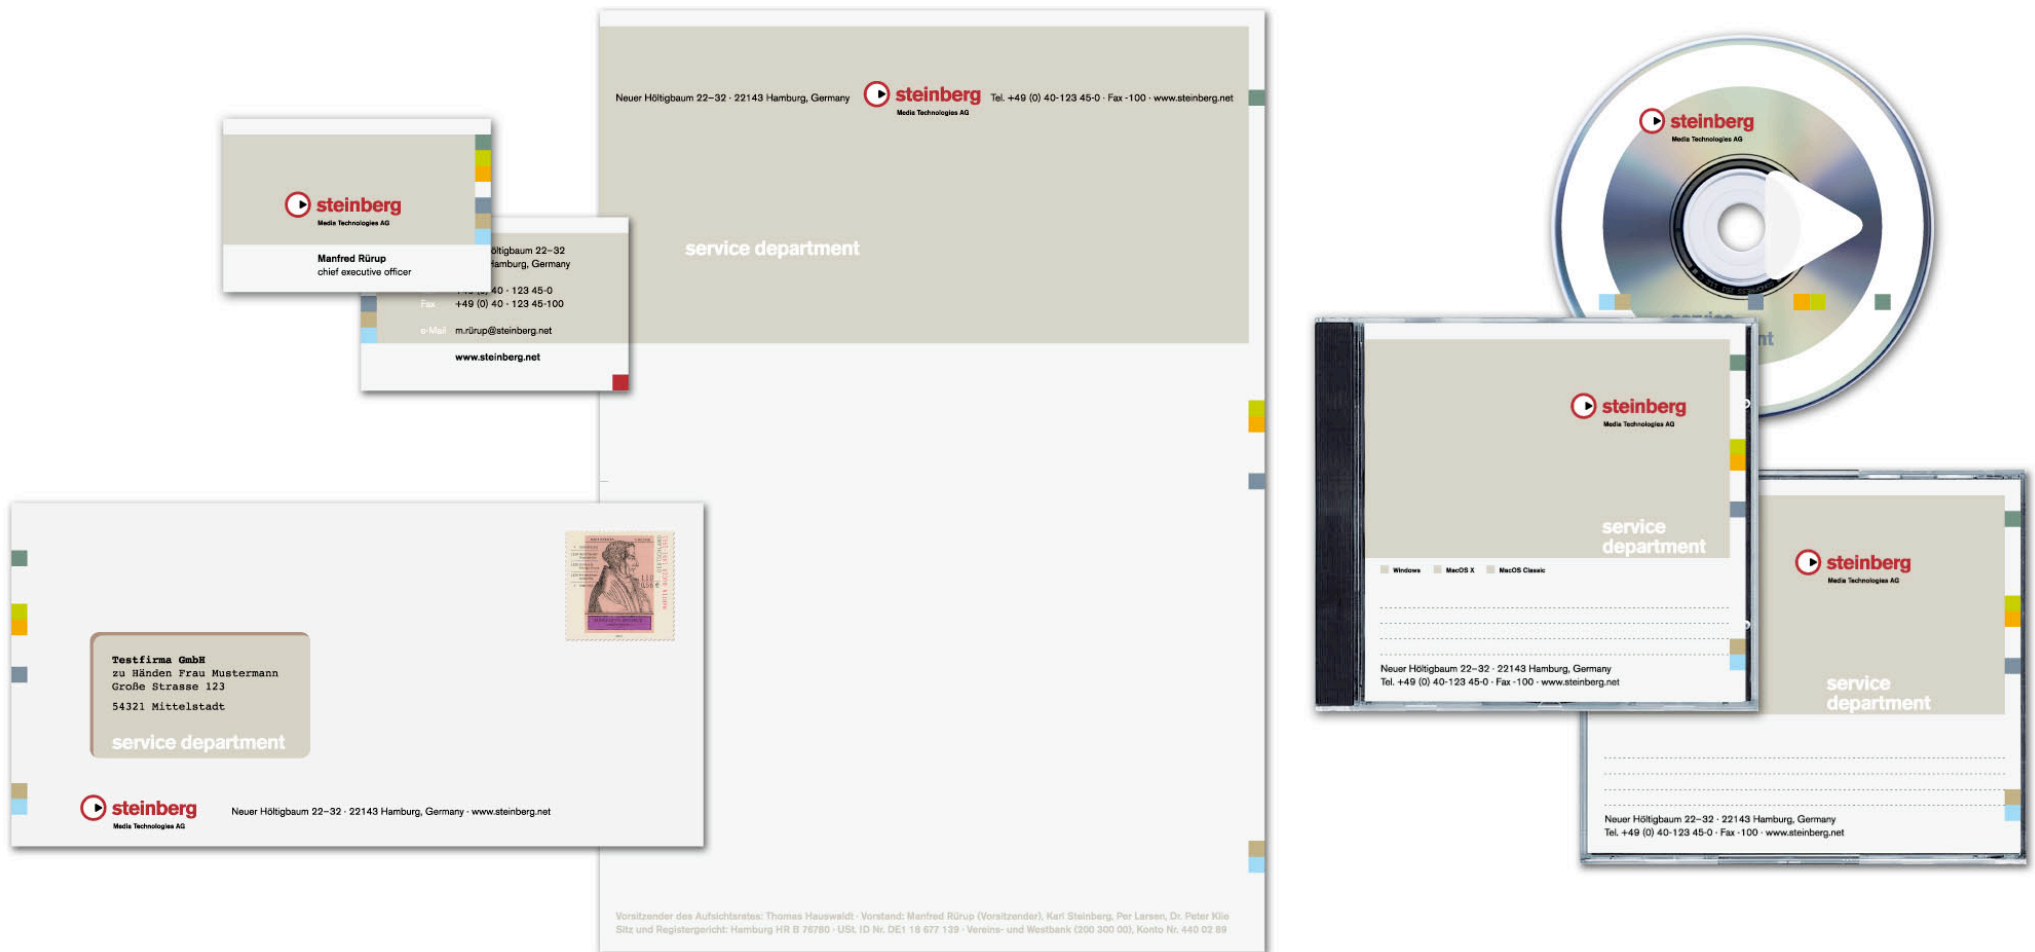 steinberg
Media Technologies AG
Manfred Rürup
chief executive officer
öltigbaum 22–32
Hamburg, Germany
+49 (0) 40 - 123 45-0
Fax +49 (0) 40 - 123 45-100
e-Mail m.rürup@steinberg.net
www.steinberg.net
Neuer Höltigbaum 22–32 · 22143 Hamburg, Germany steinberg Tel. +49 (0) 40-123 45-0 · Fax -100 · www.steinberg.net
Media Technologies AG
service department
Vorsitzender des Aufsichtsrates: Thomas Hauswaldt · Vorstand: Manfred Rürup (Vorsitzender), Karl Steinberg, Per Larsen, Dr. Peter Klie
Sitz und Registergericht: Hamburg HR B 76780 · USt. ID Nr. DE1 18 677 139 · Vereins- und Westbank (200 300 00), Konto Nr. 440 02 69
Testfirma GmbH
zu Händen Frau Mustermann
Große Strasse 123
54321 Mittelstadt
service department
steinberg Neuer Höltigbaum 22–32 · 22143 Hamburg, Germany · www.steinberg.net
Media Technologies AG
steinberg
Media Technologies AG
service
nt
steinberg
Media Technologies AG
service
department
Windows MacOS X MacOS Classic
Neuer Höltigbaum 22–32 · 22143 Hamburg, Germany
Tel. +49 (0) 40-123 45-0 · Fax -100 · www.steinberg.net
steinberg
Media Technologies AG
service
department
Neuer Höltigbaum 22–32 · 22143 Hamburg, Germany
Tel. +49 (0) 40-123 45-0 · Fax -100 · www.steinberg.net